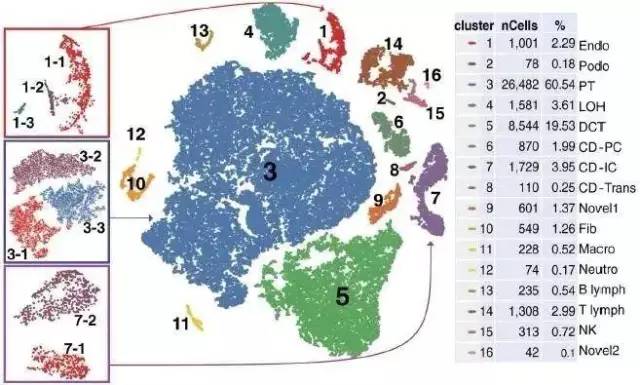 1-1
1-2
1-3
3-2
3-3
3-1
7-2
7-1
13
4
1
14
16
2
15
6
12
10
3
8
7
9
11
5
cluster nCells %
1 1,001 2.29 Endo
2 78 0.18 Podo
3 26,482 60.54 PT
4 1,581 3.61 LOH
5 8,544 19.53 DCT
6 870 1.99 CD-PC
7 1,729 3.95 CD-IC
8 110 0.25 CD-Trans
9 601 1.37 Novel1
10 549 1.26 Fib
11 228 0.52 Macro
12 74 0.17 Neutro
13 235 0.54 B lymph
14 1,308 2.99 T lymph
15 313 0.72 NK
16 42 0.1 Novel2